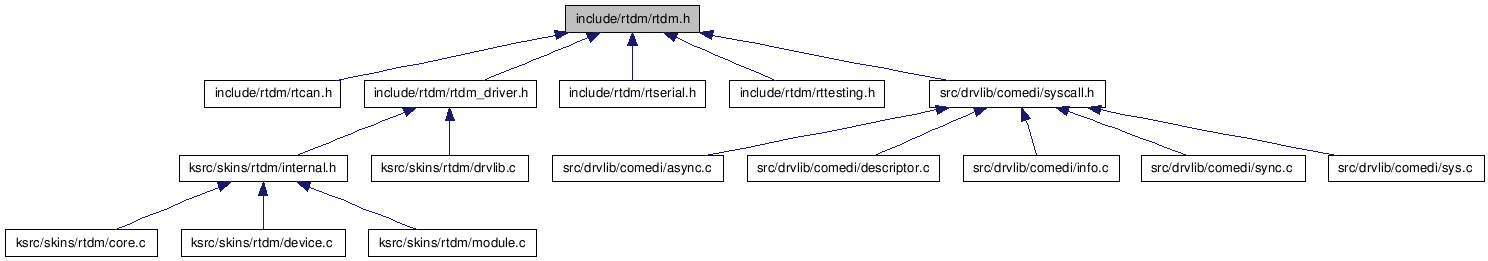 include/rtdm/rtdm.h
include/rtdm/rtcan.h
include/rtdm/rtdm_driver.h
include/rtdm/rtserial.h
include/rtdm/rttesting.h
src/drvlib/comedi/syscall.h
ksrc/skins/rtdm/internal.h
ksrc/skins/rtdm/drvlib.c
src/drvlib/comedi/async.c
src/drvlib/comedi/descriptor.c
src/drvlib/comedi/info.c
src/drvlib/comedi/sync.c
src/drvlib/comedi/sys.c
ksrc/skins/rtdm/core.c
ksrc/skins/rtdm/device.c
ksrc/skins/rtdm/module.c